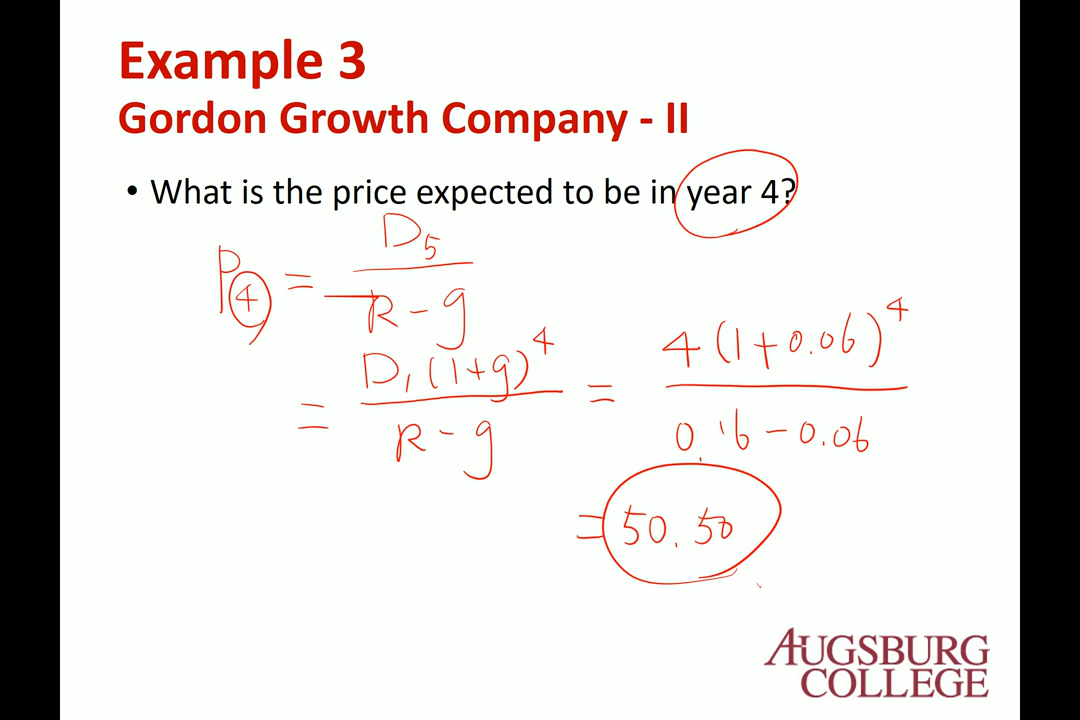 Example 3
Gordon Growth Company - II
• What is the price expected to be in year 4?
P4 = D5 / R - g
= D1(1+g)^4 / R - g = 4(1+0.06)^4 / 0.16 - 0.06
= 50.50
AUGSBURG
COLLEGE